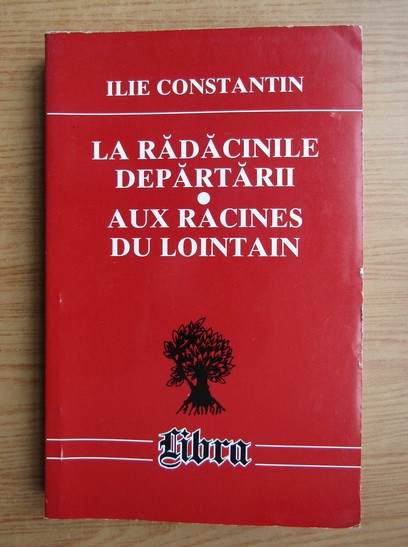 ILIE CONSTANTIN
LA RĂDĂCINILE
DEPĂRTĂRII
AUX RACINES
DU LOINTAIN
Libra